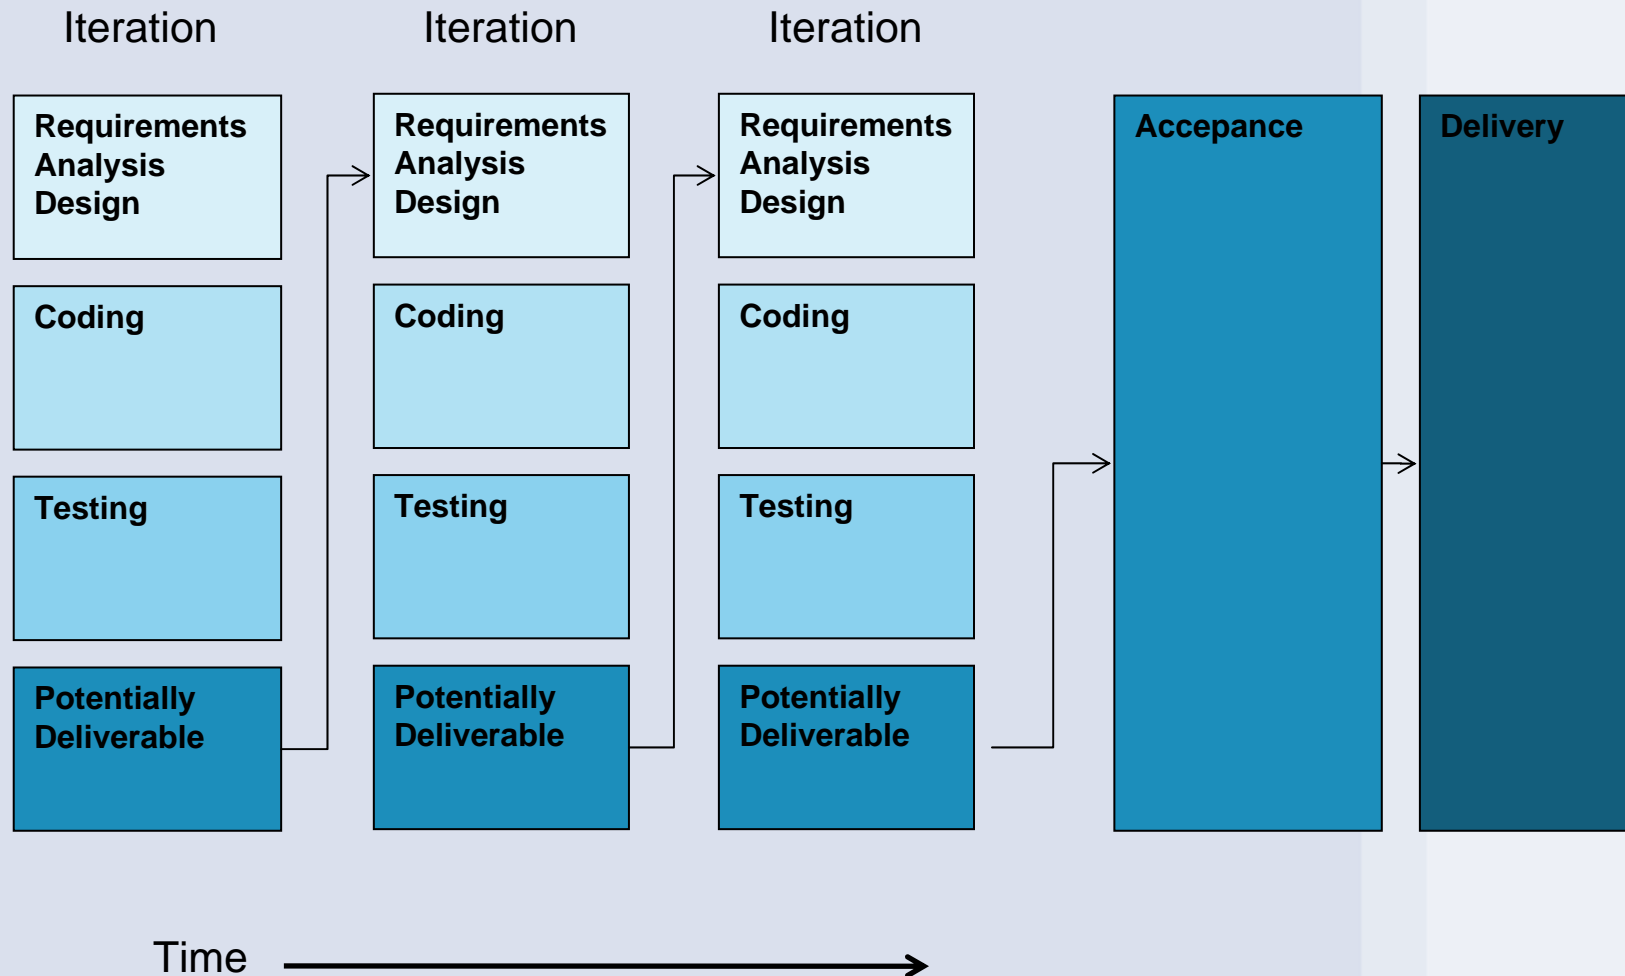 Iteration
Iteration
Iteration
Requirements
Analysis
Design
Coding
Testing
Potentially
Deliverable
Requirements
Analysis
Design
Coding
Testing
Potentially
Deliverable
Requirements
Analysis
Design
Coding
Testing
Potentially
Deliverable
Accepance
Delivery
Time